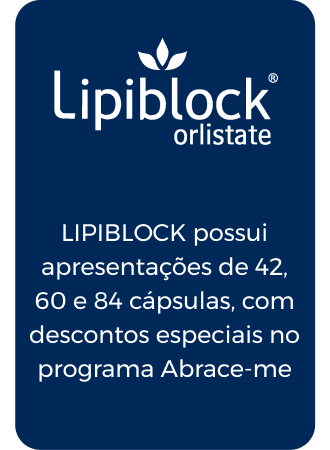 Lipiblock®
orlistate
LIPIBLOCK possui
apresentações de 42,
60 e 84 cápsulas, com
descontos especiais no
programa Abrace-me